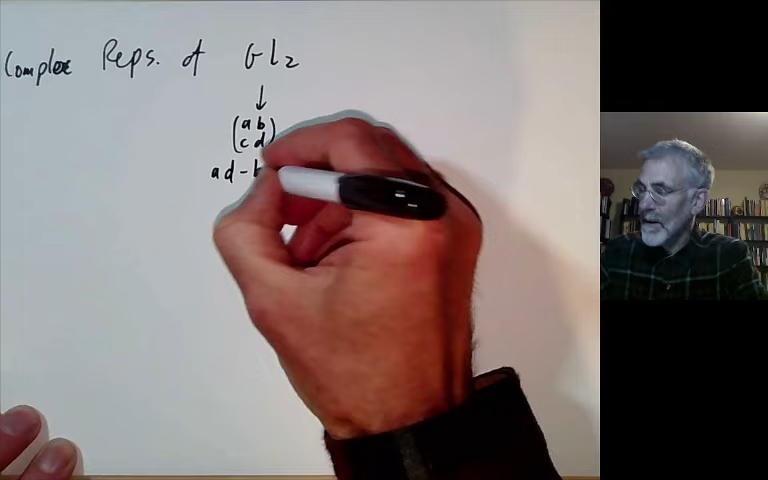 Complex Reps. of GL2
↓
(a b
c d)
ad - b